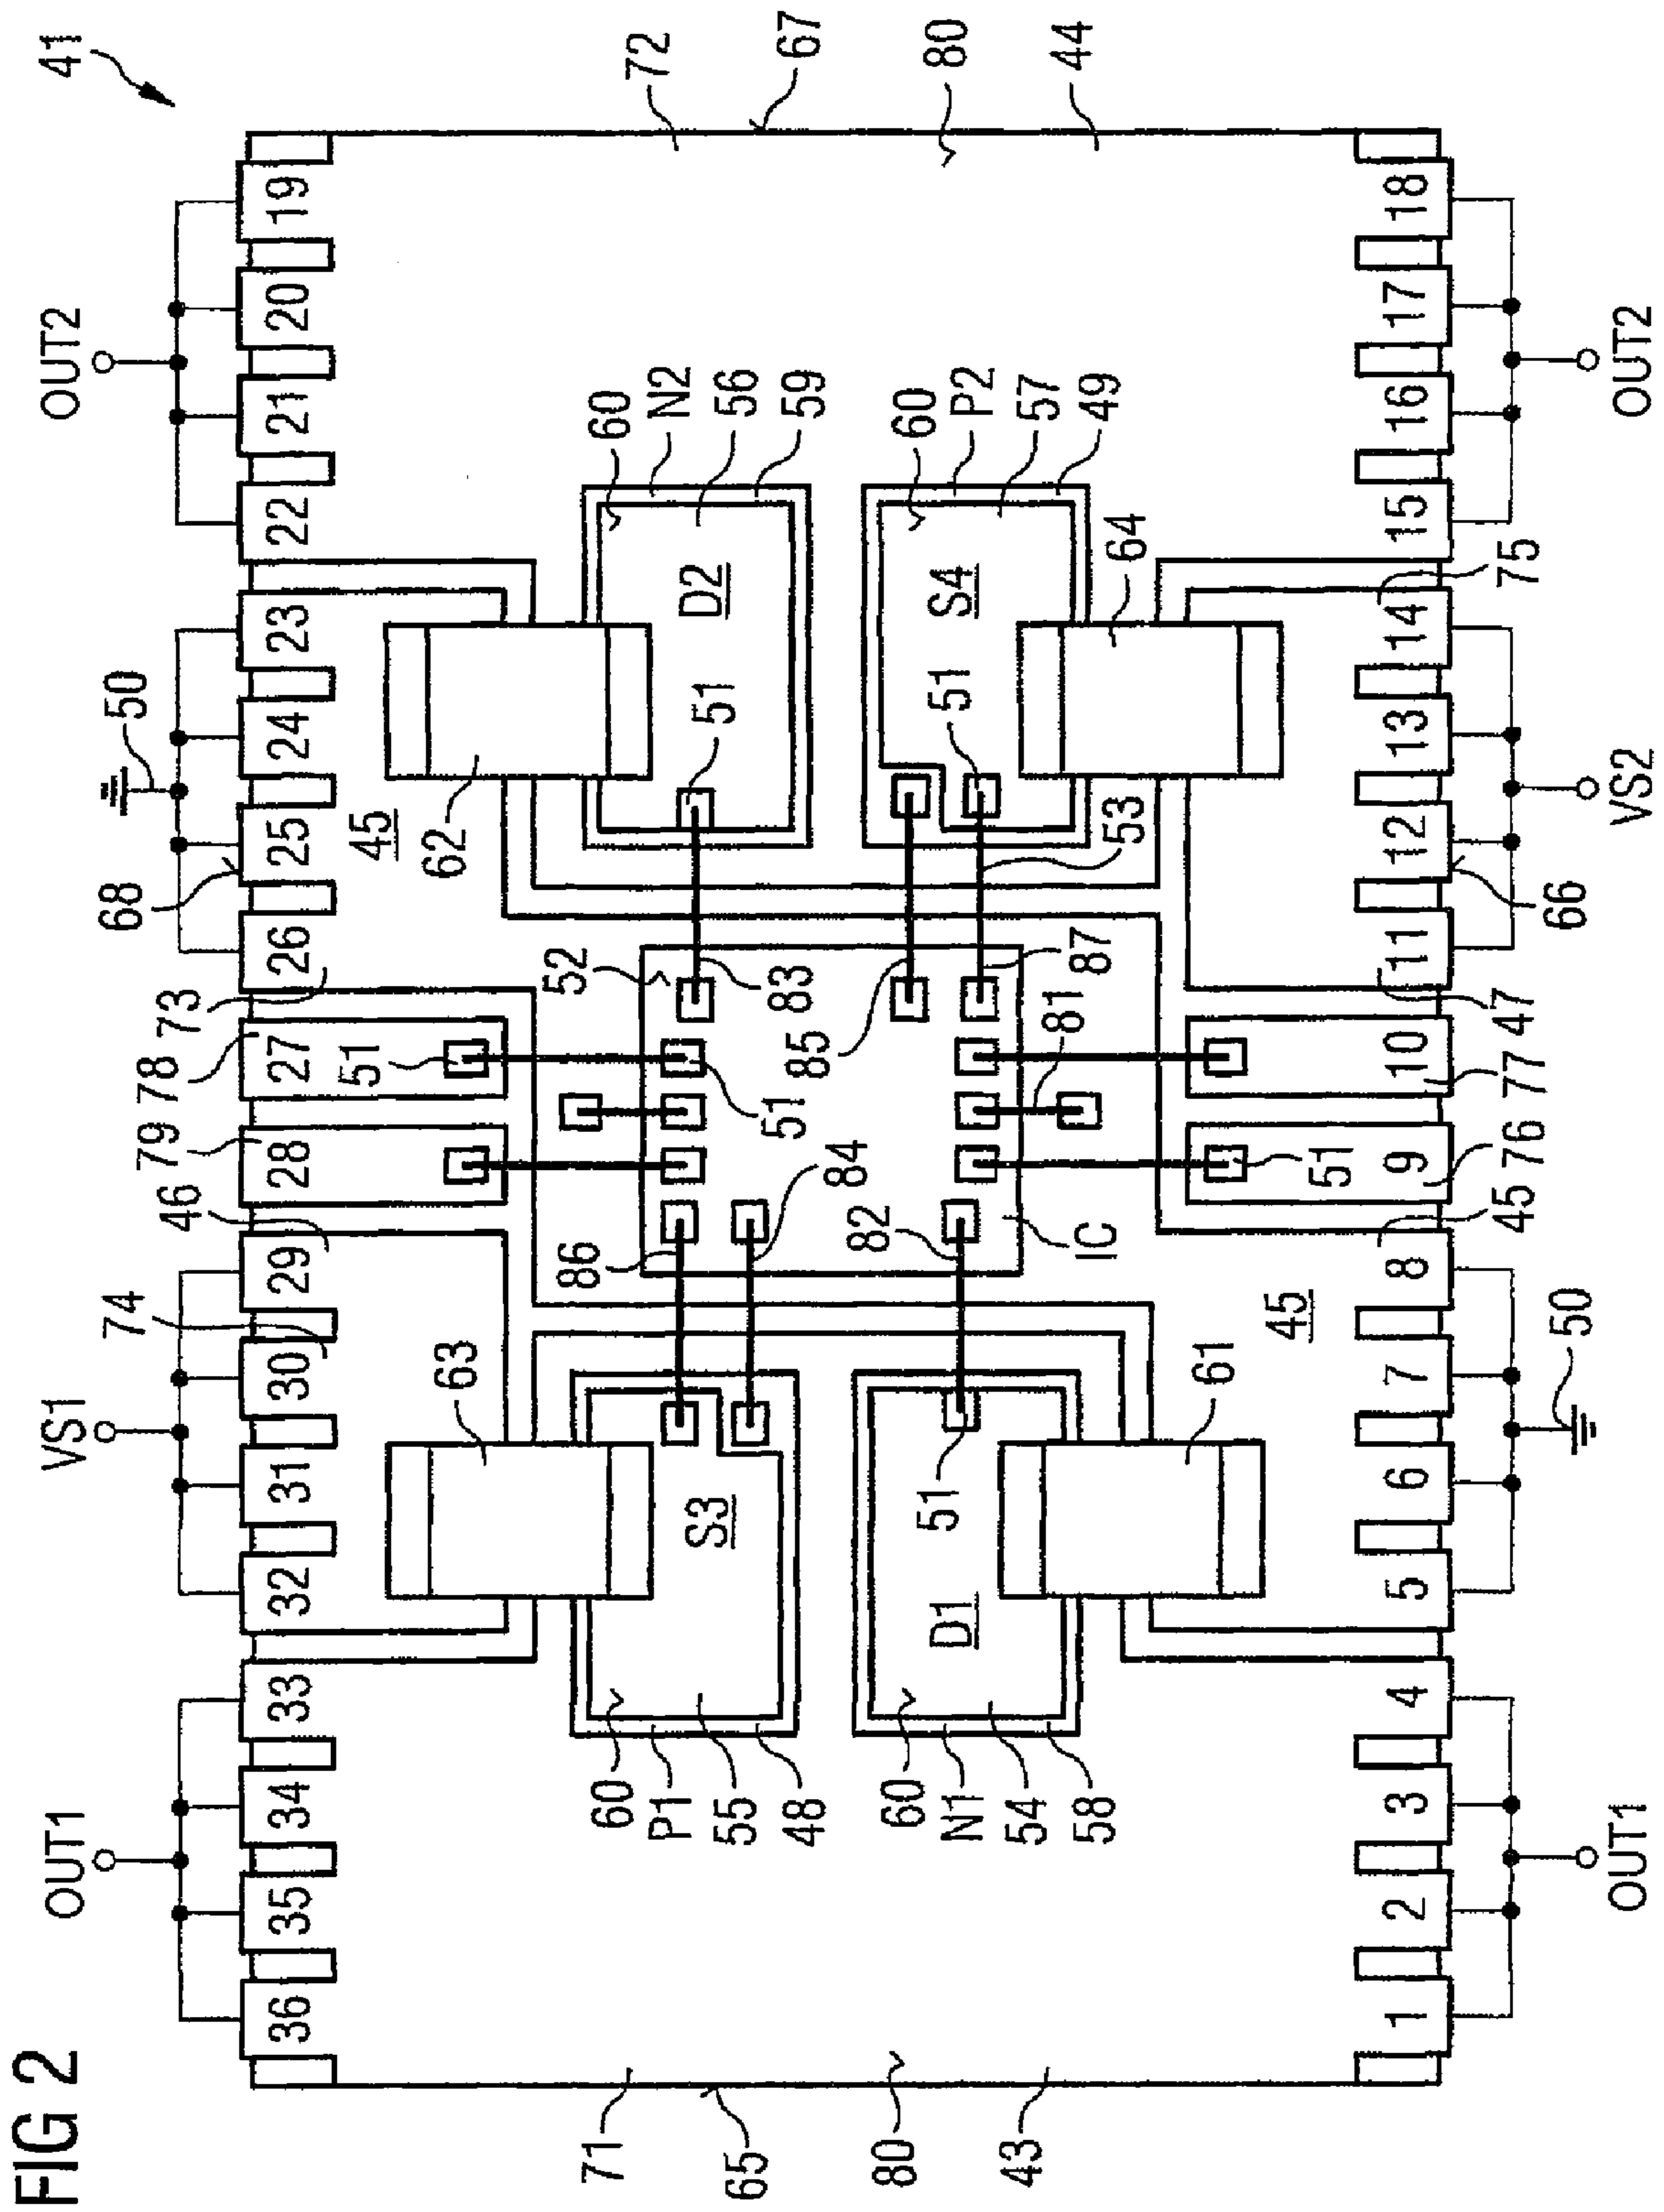 FIG 2
OUT1 VS1 OUT2 41
74 68 50
79 78
46 73
36 35 34 33 32 31 30 29 28 27 26 25 24 23 22 21 20 19
51 45
63 62
86 52
71 60 60 72
P1 N2
S3 51 D2
65 55 56
48 51 83 59 67
85
84
82
80 60 60
51 51 S4 80
N1 D1 P2
43 54 57 44
58 IC 81 87 49
53 64
61
45
51
1 2 3 4 5 6 7 8 9 10 11 12 13 14 15 16 17 18
45 76 77 47 75
50 66
OUT1 VS2 OUT2